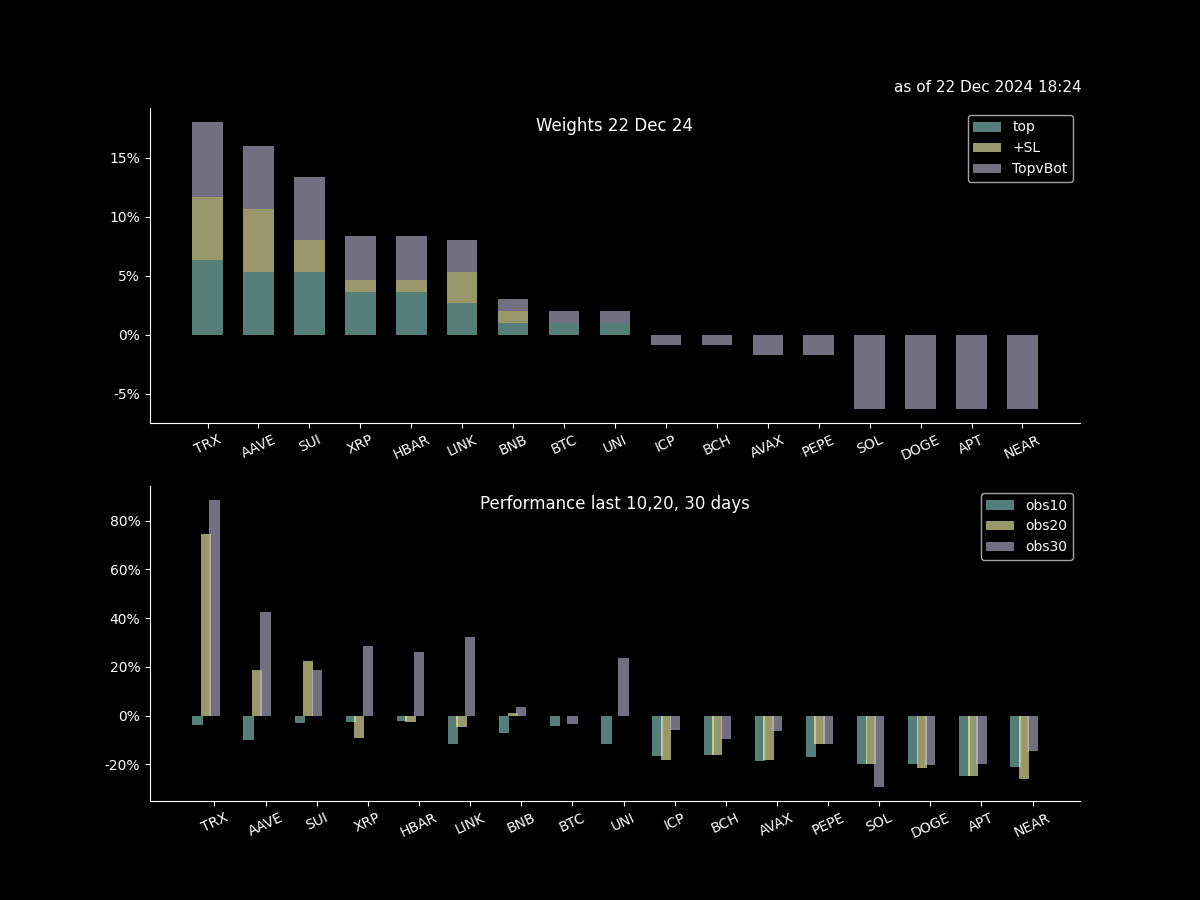 as of 22 Dec 2024 18:24
Weights 22 Dec 24
top
+SL
TopvBot
15%
10%
5%
0%
-5%
TRX AAVE SUI XRP HBAR LINK BNB BTC UNI ICP BCH AVAX PEPE SOL DOGE APT NEAR
Performance last 10,20, 30 days
obs10
obs20
obs30
80%
60%
40%
20%
0%
-20%
TRX AAVE SUI XRP HBAR LINK BNB BTC UNI ICP BCH AVAX PEPE SOL DOGE APT NEAR